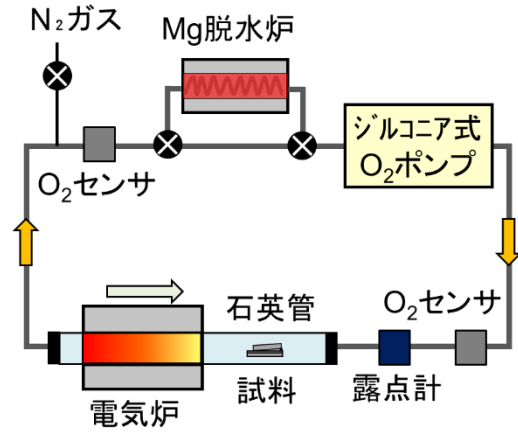 N₂ガス
Mg脱水炉
ジルコニア式
O₂ポンプ
O₂センサ
O₂センサ
石英管
試料
露点計
電気炉